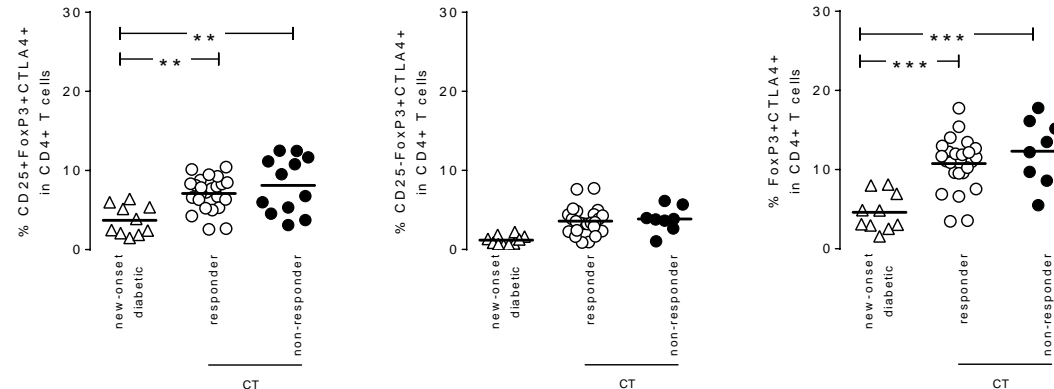 % CD25+FoxP3+CTLA4+
in CD4+ T cells
30
20
10
0
**
**
new-onset
diabetic
responder
non-responder
CT
% CD25-FoxP3+CTLA4+
in CD4+ T cells
30
20
10
0
new-onset
diabetic
responder
non-responder
CT
% FoxP3+CTLA4+
in CD4+ T cells
30
20
10
0
***
***
new-onset
diabetic
responder
non-responder
CT